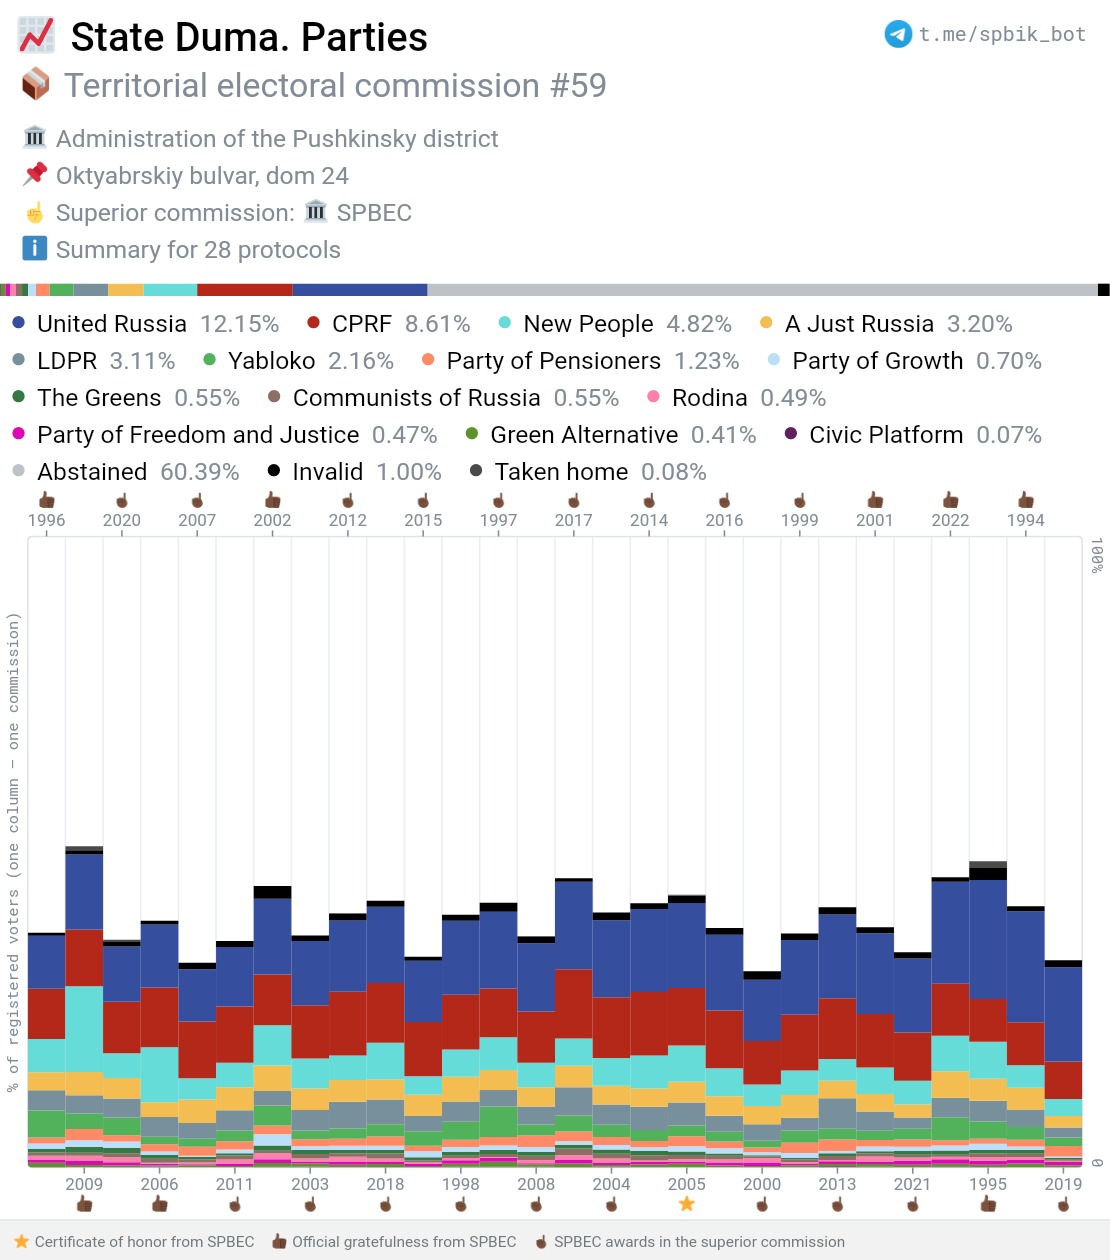 State Duma. Parties
t.me/spbik_bot
Territorial electoral commission #59
Administration of the Pushkinsky district
Oktyabrskiy bulvar, dom 24
Superior commission: SPBEC
Summary for 28 protocols
United Russia 12.15% CPRF 8.61% New People 4.82% A Just Russia 3.20%
LDPR 3.11% Yabloko 2.16% Party of Pensioners 1.23% Party of Growth 0.70%
The Greens 0.55% Communists of Russia 0.55% Rodina 0.49%
Party of Freedom and Justice 0.47% Green Alternative 0.41% Civic Platform 0.07%
Abstained 60.39% Invalid 1.00% Taken home 0.08%
1996 2020 2007 2002 2012 2015 1997 2017 2014 2016 1999 2001 2022 1994
100%
% of registered voters (one column – one commission)
0
2009 2006 2011 2003 2018 1998 2008 2004 2005 2000 2013 2021 1995 2019
Certificate of honor from SPBEC Official gratefulness from SPBEC SPBEC awards in the superior commission